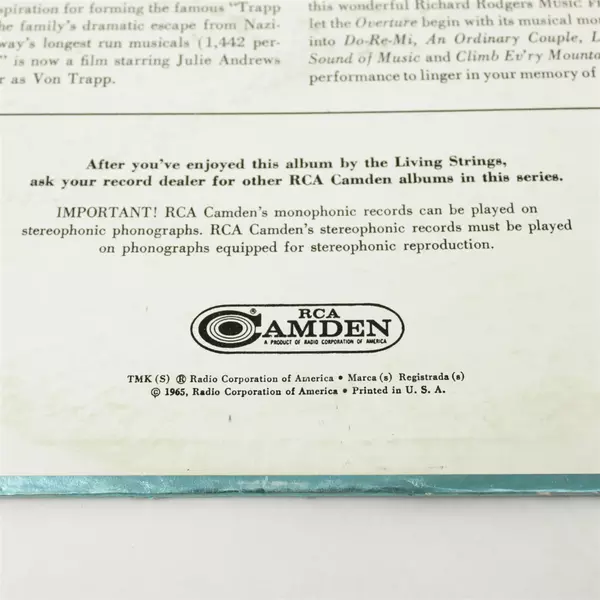 spiration for forming the famous "Trapp
he family's dramatic escape from Nazi-
way's longest run musicals (1,442 per-
" is now a film starring Julie Andrews
r as Von Trapp.
this wonderful Richard Rodgers MUSIC
let the Overture begin with its musical
into Do-Re-Mi, An Ordinary Couple, L
Sound of Music and Climb Ev'ry Mounta
performance to linger in your memory of
After you've enjoyed this album by the Living Strings,
ask your record dealer for other RCA Camden albums in this series.
IMPORTANT! RCA Camden's monophonic records can be played on
stereophonic phonographs. RCA Camden's stereophonic records must be played
on phonographs equipped for stereophonic reproduction.
RCA
CAMDEN
A PRODUCT OF RADIO CORPORATION OF AMERICA
TMK (S) ® Radio Corporation of America • Marca (s) Registrada (s)
© 1965, Radio Corporation of America • Printed in U. S. A.